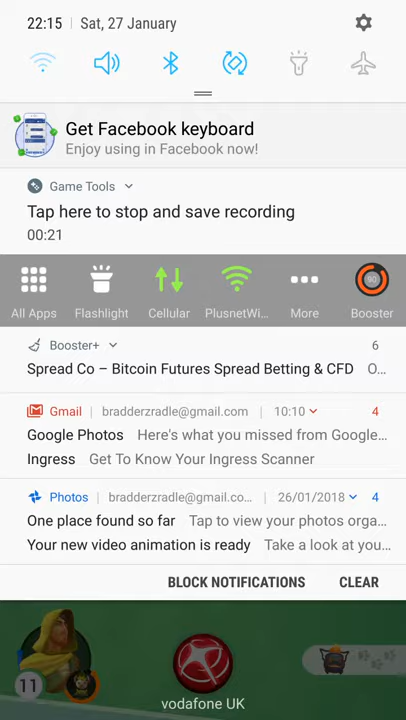 22:15 | Sat, 27 January
Get Facebook keyboard
Enjoy using in Facebook now!
Game Tools
Tap here to stop and save recording
00:21
All Apps Flashlight Cellular PlusnetWi... More Booster
90
Booster+ 6
Spread Co – Bitcoin Futures Spread Betting & CFD O...
Gmail | bradderzradle@gmail.com | 10:10 4
Google Photos Here's what you missed from Google...
Ingress Get To Know Your Ingress Scanner
Photos | bradderzradle@gmail.co... | 26/01/2018 4
One place found so far Tap to view your photos orga...
Your new video animation is ready Take a look at you...
BLOCK NOTIFICATIONS CLEAR
11
vodafone UK